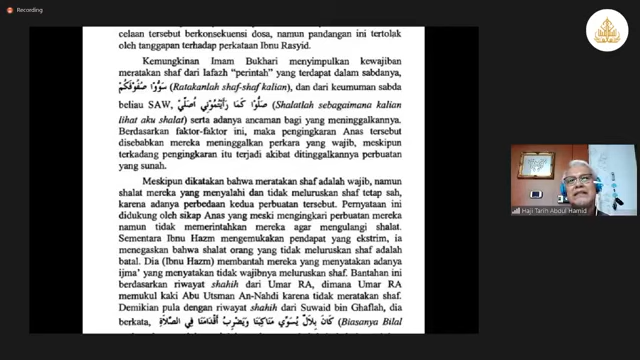 Recording
celaan tersebut berkonsekuensi dosa, namun pandangan ini tertolak
oleh tanggapan terhadap perkataan Ibnu Rasyid.
Kemungkinan Imam Bukhari menyimpulkan kewajiban
meratakan shaf dari lafazh "perintah" yang terdapat dalam sabdanya,
سَوُّوا صُفُوفَكُمْ (Ratakanlah shaf-shaf kalian), dan dari keumuman sabda
beliau SAW, صَلُّوا كَمَا رَأَيْتُمُونِي أُصَلِّي (Shalatlah sebagaimana kalian
lihat aku shalat) serta adanya ancaman bagi yang meninggalkannya.
Berdasarkan faktor-faktor ini, maka pengingkaran Anas tersebut
disebabkan mereka meninggalkan perkara yang wajib, meskipun
terkadang pengingkaran itu terjadi akibat ditinggalkannya perbuatan
yang sunah.
Meskipun dikatakan bahwa meratakan shaf adalah wajib, namun
shalat mereka yang menyalahi dan tidak meluruskan shaf tetap sah,
karena adanya perbedaan kedua perbuatan tersebut. Pernyataan ini
didukung oleh sikap Anas yang meski mengingkari perbuatan mereka
namun tidak memerintahkan mereka agar mengulangi shalat.
Sementara Ibnu Hazm mengemukakan pendapat yang ekstrim, ia
menegaskan bahwa shalat orang yang tidak meluruskan shaf adalah
batal. Dia (Ibnu Hazm) membantah mereka yang menyatakan adanya
ijma' yang menyatakan tidak wajibnya meluruskan shaf. Bantahan ini
berdasarkan riwayat shahih dari Umar RA, dimana Umar RA
memukul kaki Abu Utsman An-Nahdi karena tidak meratakan shaf.
Demikian pula dengan riwayat shahih dari Suwaid bin Ghaflah, dia
berkata, كَانَ بِلَالٌ يُسَوِّي مَنَاكِبَنَا وَيَضْرِبُ أَقْدَامَنَا فِي الصَّلَاةِ (Biasanya Bilal
Haji Tarih Abdul Hamid